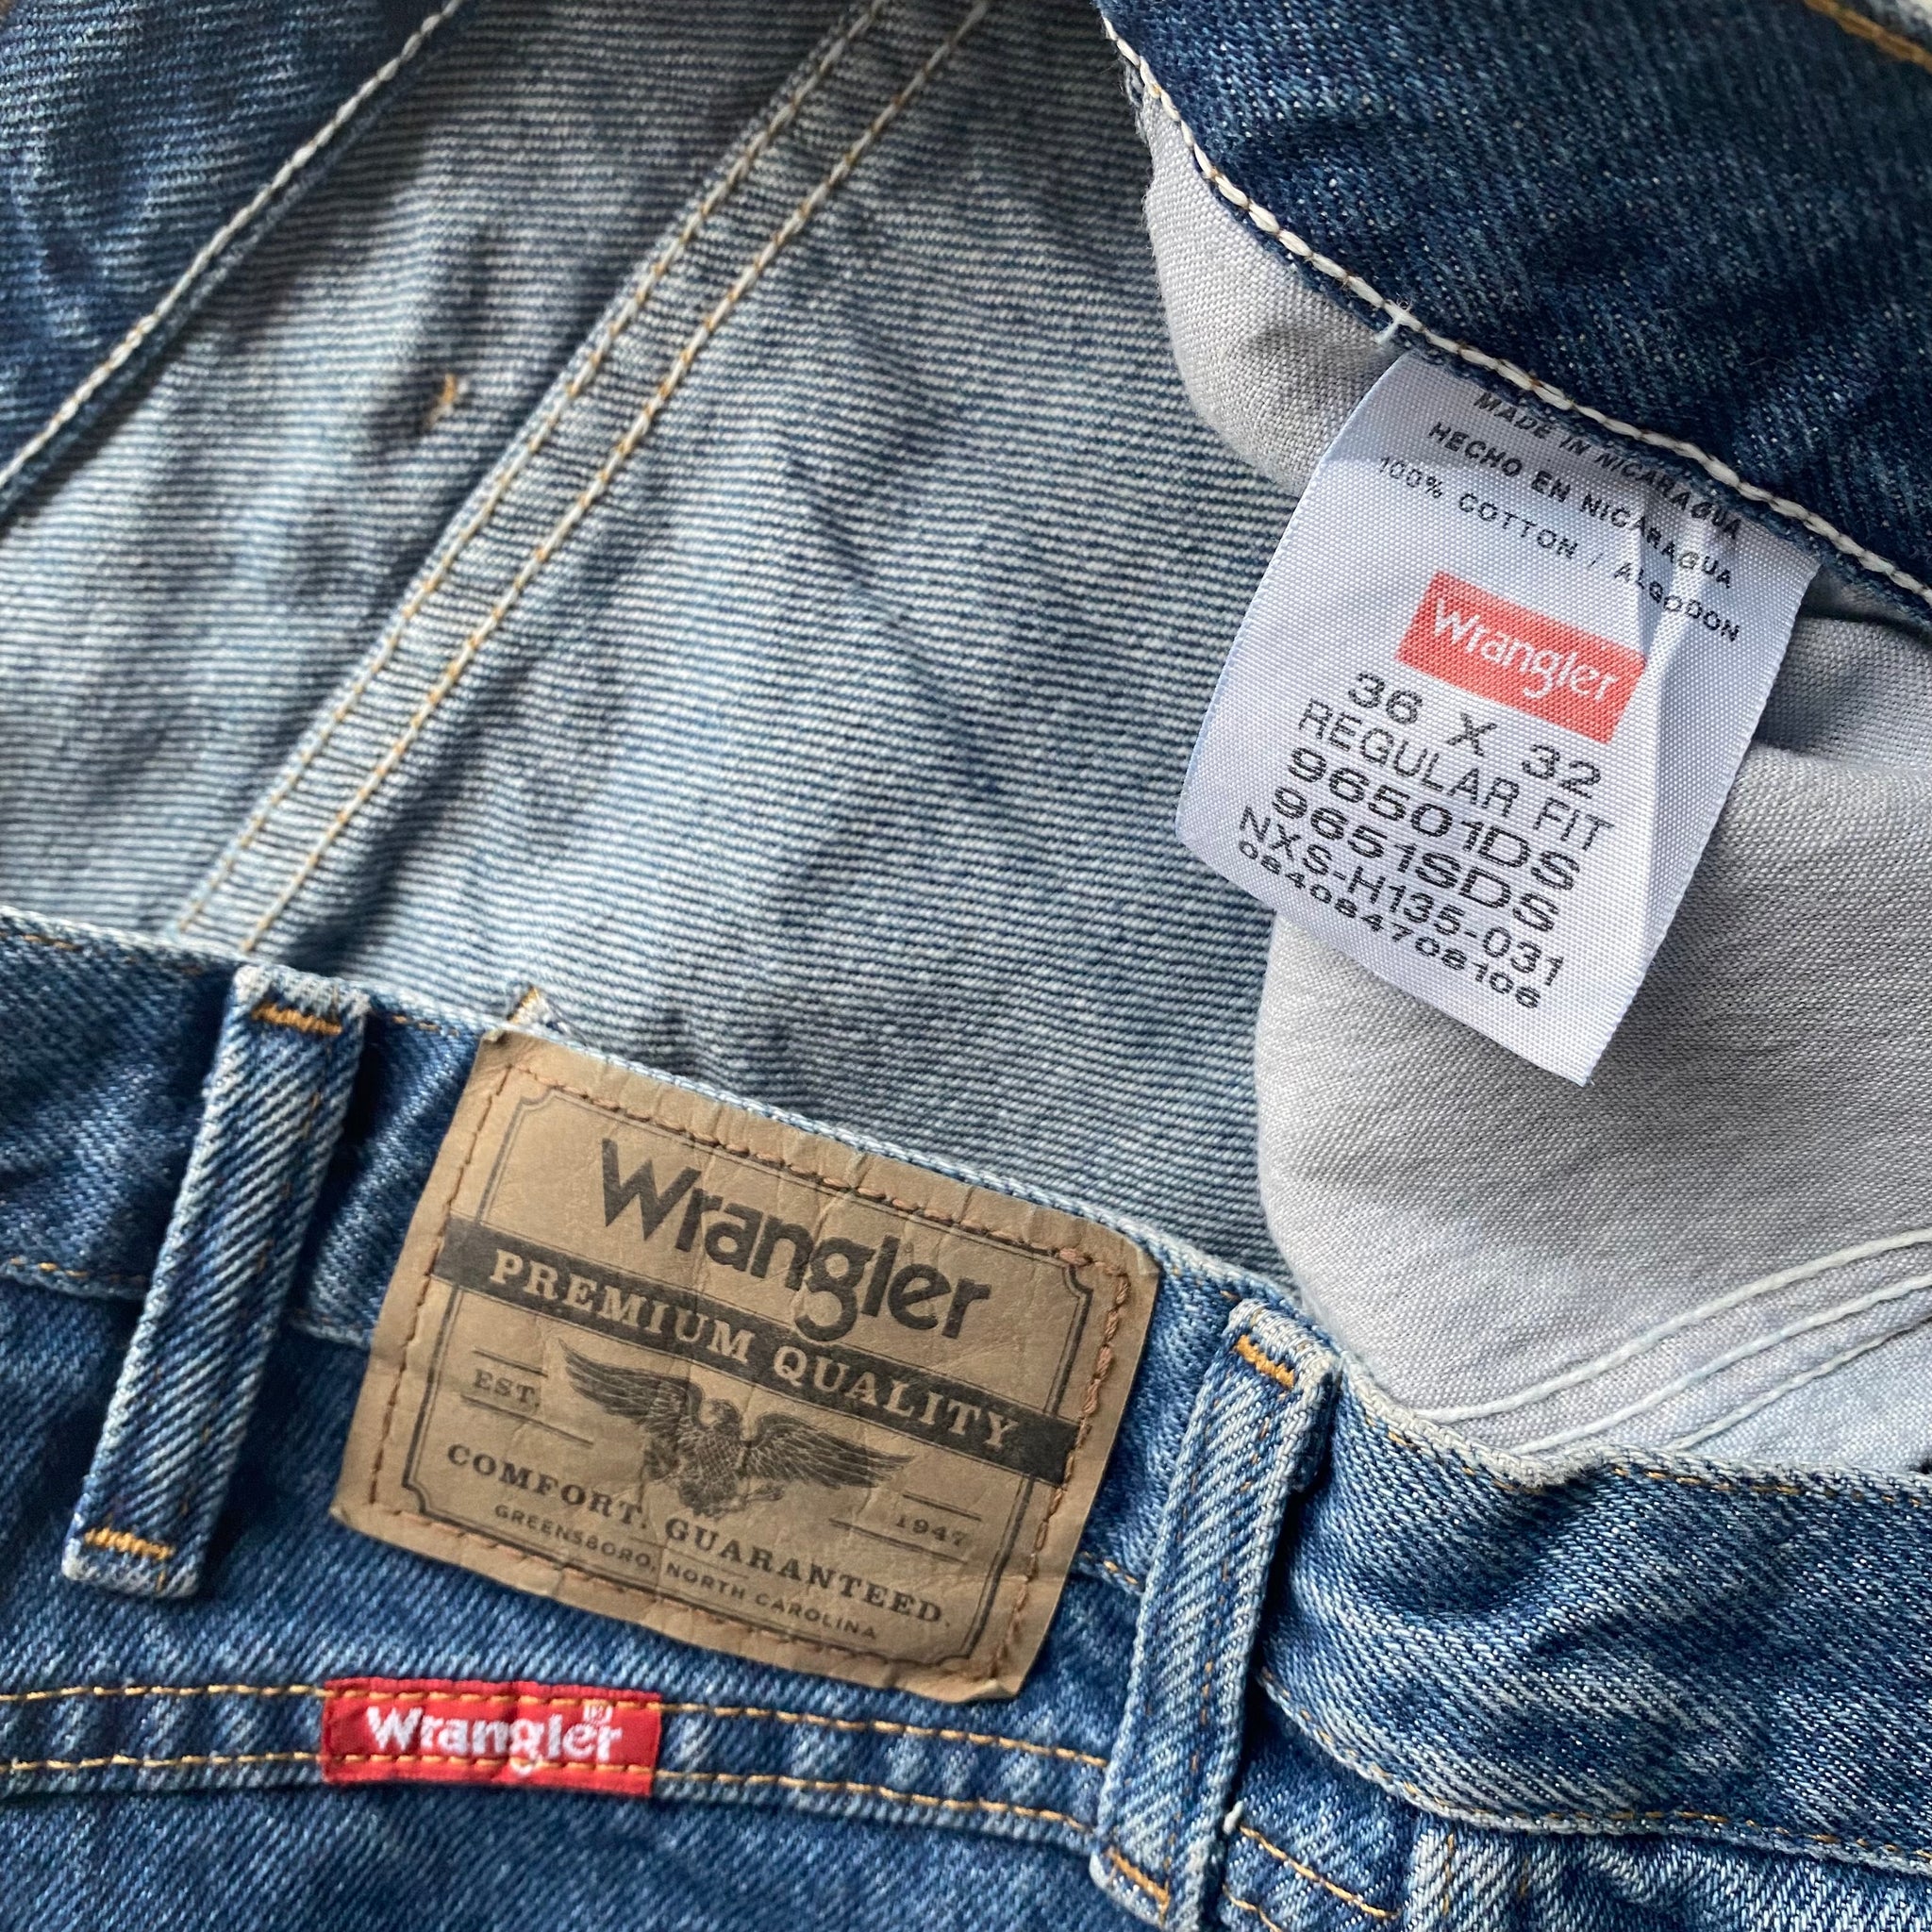 MADE IN NICARAGUA
HECHO EN NICARAGUA
100% COTTON / ALGODON
Wrangler
36 X 32
REGULAR FIT
96501DS
9651SDS
NXS-H135-031
084084708106
Wrangler
PREMIUM QUALITY
EST. 1947
COMFORT. GUARANTEED.
GREENSBORO, NORTH CAROLINA
Wrangler